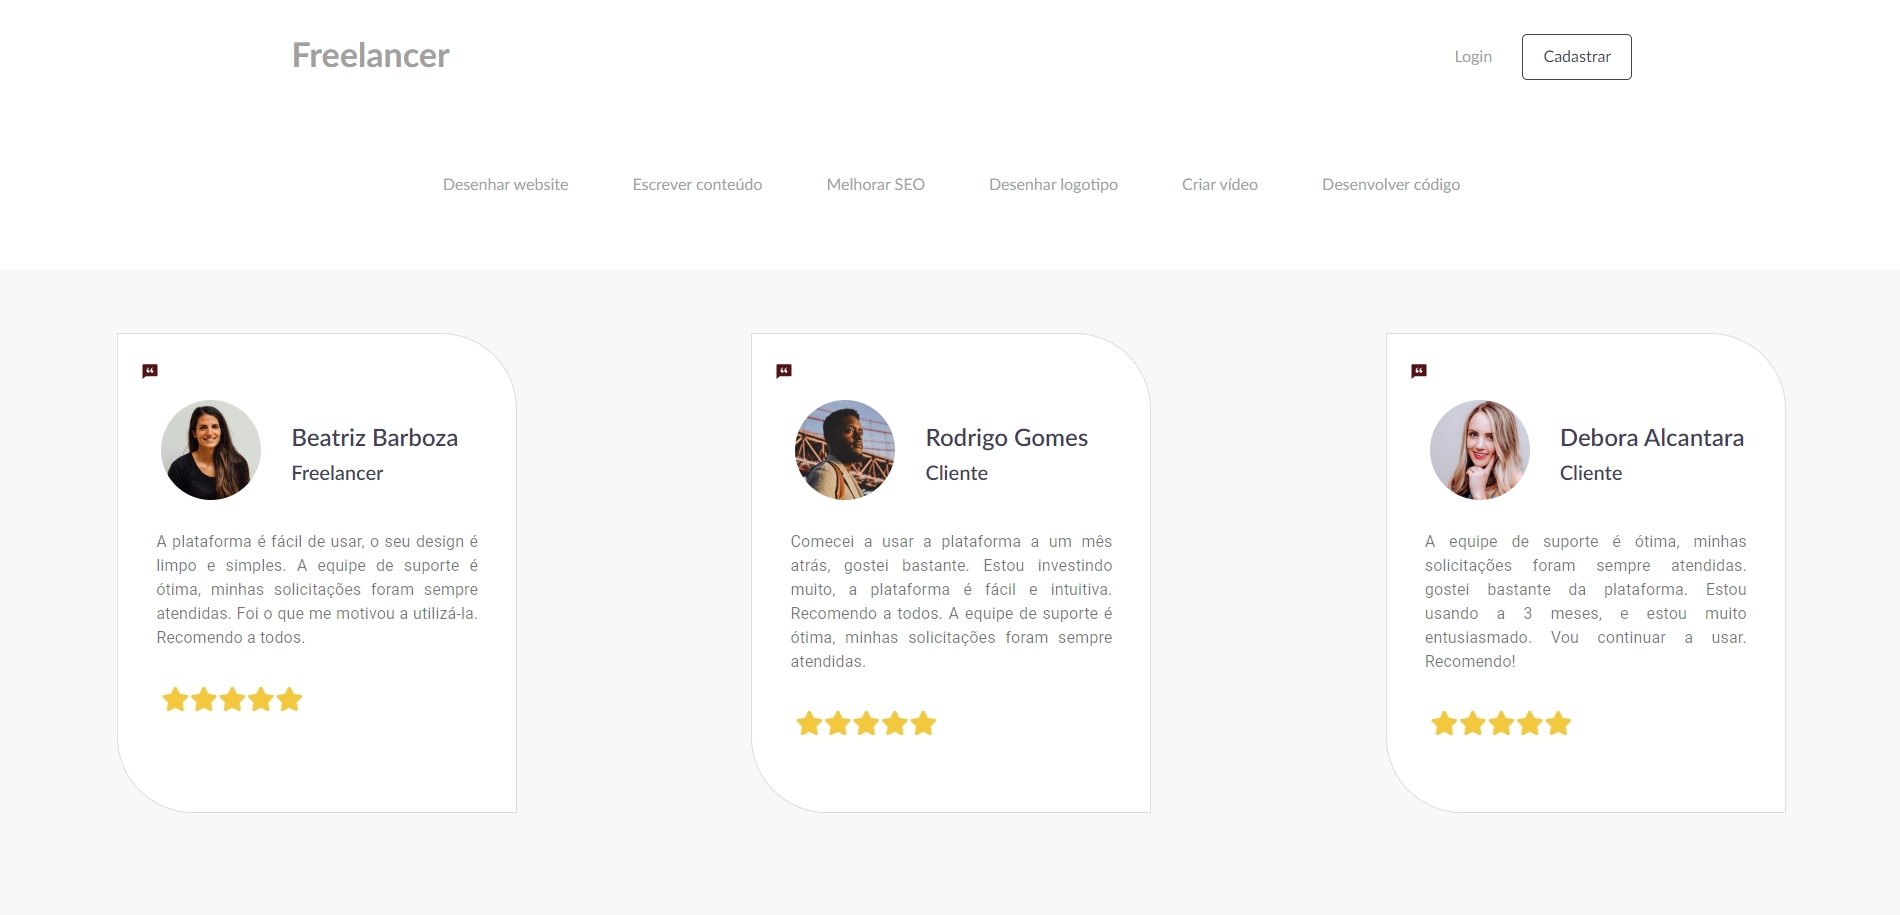 Freelancer
Login
Cadastrar
Desenhar website
Escrever conteúdo
Melhorar SEO
Desenhar logotipo
Criar vídeo
Desenvolver código
Beatriz Barboza
Freelancer
A plataforma é fácil de usar, o seu design é
limpo e simples. A equipe de suporte é
ótima, minhas solicitações foram sempre
atendidas. Foi o que me motivou a utilizá-la.
Recomendo a todos.
Rodrigo Gomes
Cliente
Comecei a usar a plataforma a um mês
atrás, gostei bastante. Estou investindo
muito, a plataforma é fácil e intuitiva.
Recomendo a todos. A equipe de suporte é
ótima, minhas solicitações foram sempre
atendidas.
Debora Alcantara
Cliente
A equipe de suporte é ótima, minhas
solicitações foram sempre atendidas.
gostei bastante da plataforma. Estou
usando a 3 meses, e estou muito
entusiasmado. Vou continuar a usar.
Recomendo!